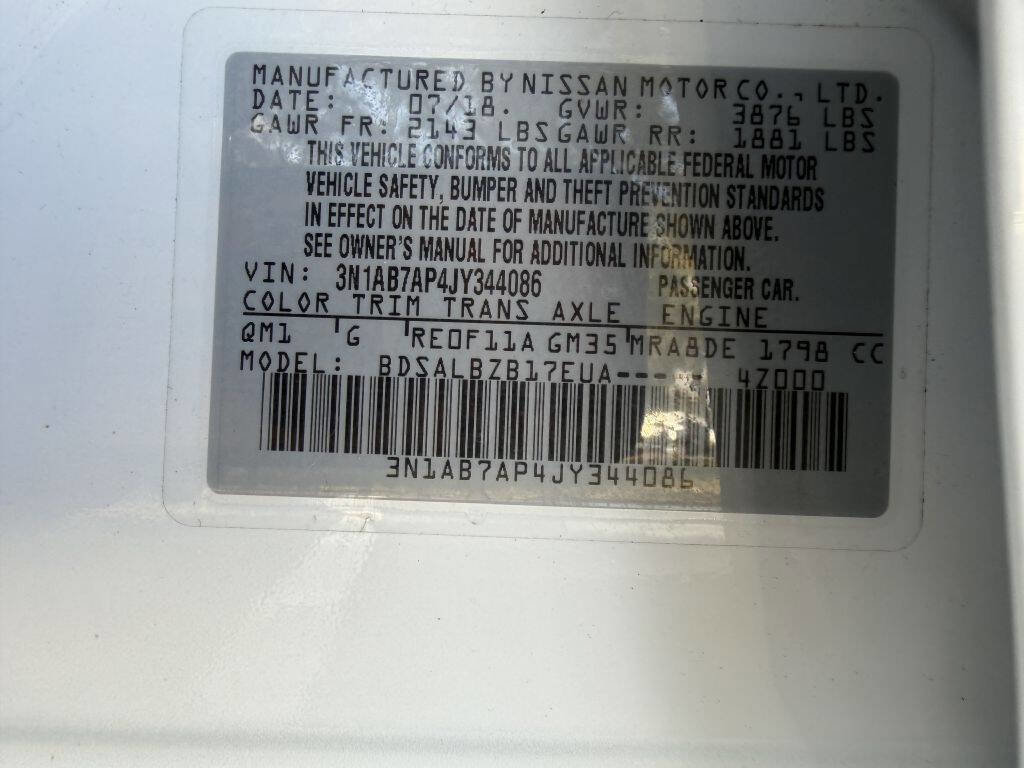 MANUFACTURED BY NISSAN MOTOR CO., LTD.
DATE: 07/18. GVWR: 3876 LBS
GAWR FR: 2143 LBS GAWR RR: 1881 LBS
THIS VEHICLE CONFORMS TO ALL APPLICABLE FEDERAL MOTOR
VEHICLE SAFETY, BUMPER AND THEFT PREVENTION STANDARDS
IN EFFECT ON THE DATE OF MANUFACTURE SHOWN ABOVE.
SEE OWNER'S MANUAL FOR ADDITIONAL INFORMATION.
VIN: 3N1AB7AP4JY344086 PASSENGER CAR.
COLOR TRIM TRANS AXLE ENGINE
QM1 G RE0F11A GM35 MRA8DE 1798 CC
MODEL: BDSALBZB17EUA----- 4Z000
3N1AB7AP4JY344086